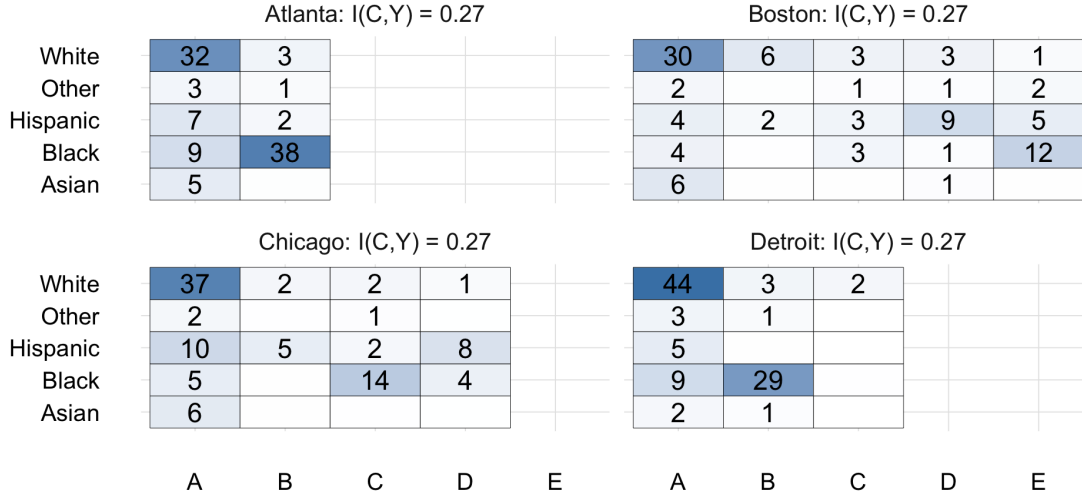 Atlanta: I(C,Y) = 0.27
Boston: I(C,Y) = 0.27
White 32 3
30 6 3 3 1
Other 3 1
2 1 1 2
Hispanic 7 2
4 2 3 9 5
Black 9 38
4 3 1 12
Asian 5
6 1
Chicago: I(C,Y) = 0.27
Detroit: I(C,Y) = 0.27
White 37 2 2 1
44 3 2
Other 2 1
3 1
Hispanic 10 5 2 8
5
Black 5 14 4
9 29
Asian 6
2 1
A B C D E
A B C D E